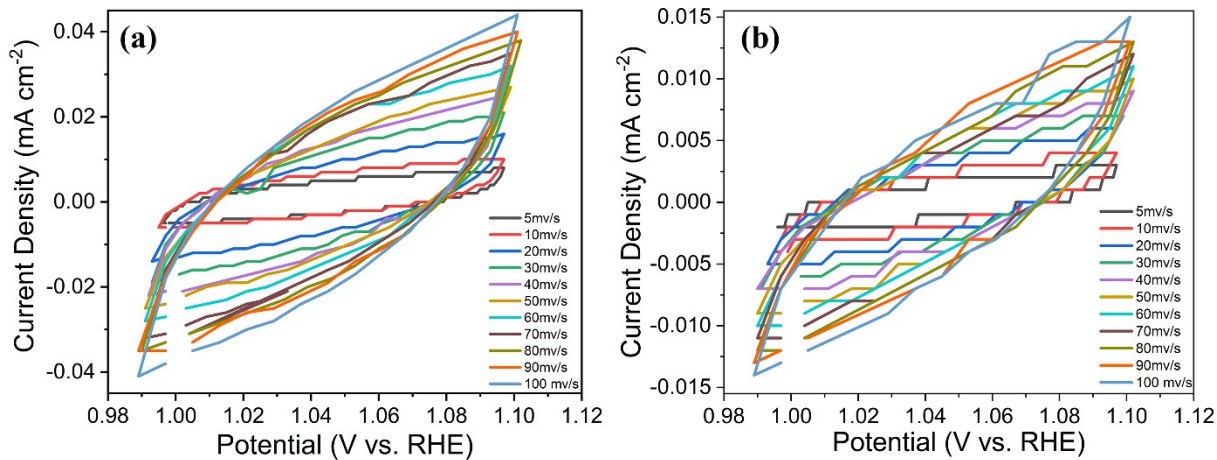 (a)
Current Density (mA cm⁻²)
0.04
0.02
0.00
-0.02
-0.04
5mv/s
10mv/s
20mv/s
30mv/s
40mv/s
50mv/s
60mv/s
70mv/s
80mv/s
90mv/s
100 mv/s
0.98 1.00 1.02 1.04 1.06 1.08 1.10 1.12
Potential (V vs. RHE)
(b)
Current Density (mA cm⁻²)
0.015
0.010
0.005
0.000
-0.005
-0.010
-0.015
5mv/s
10mv/s
20mv/s
30mv/s
40mv/s
50mv/s
60mv/s
70mv/s
80mv/s
90mv/s
100 mv/s
0.98 1.00 1.02 1.04 1.06 1.08 1.10 1.12
Potential (V vs. RHE)